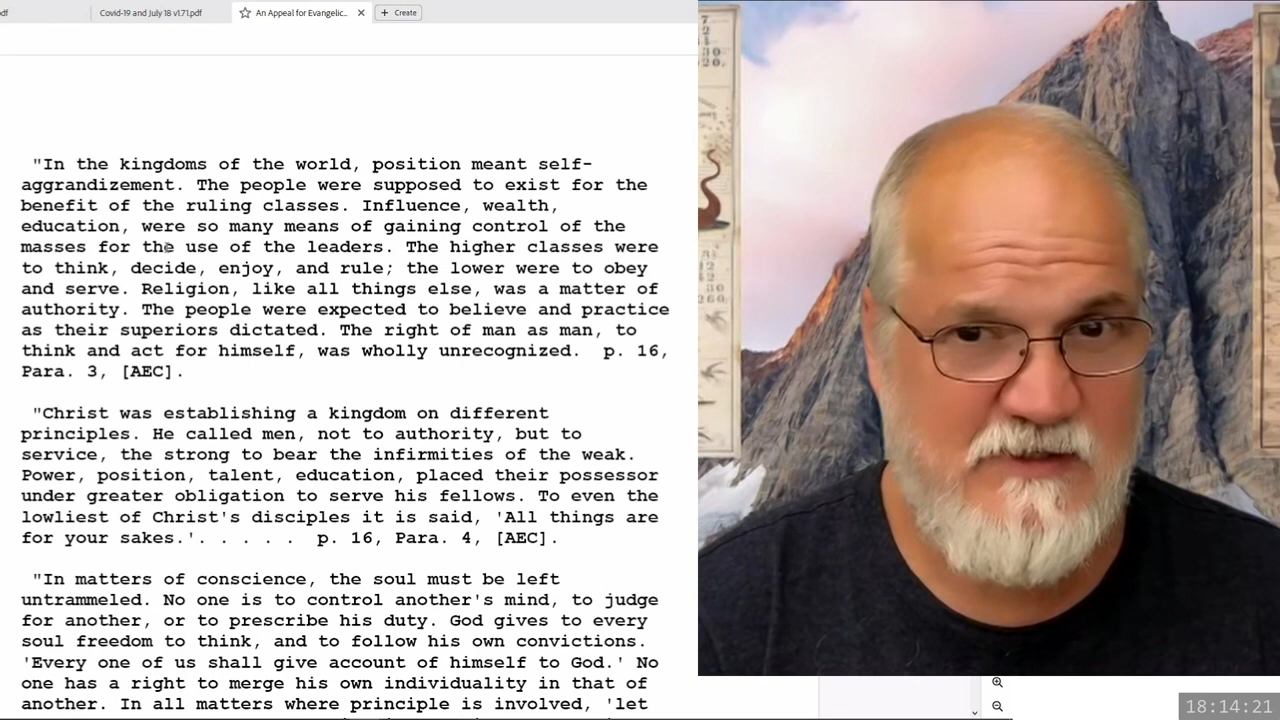 df
Covid-19 and July 18 v1.71.pdf
An Appeal for Evangelic...
Create
"In the kingdoms of the world, position meant self-
aggrandizement. The people were supposed to exist for the
benefit of the ruling classes. Influence, wealth,
education, were so many means of gaining control of the
masses for the use of the leaders. The higher classes were
to think, decide, enjoy, and rule; the lower were to obey
and serve. Religion, like all things else, was a matter of
authority. The people were expected to believe and practice
as their superiors dictated. The right of man as man, to
think and act for himself, was wholly unrecognized. p. 16,
Para. 3, [AEC].
"Christ was establishing a kingdom on different
principles. He called men, not to authority, but to
service, the strong to bear the infirmities of the weak.
Power, position, talent, education, placed their possessor
under greater obligation to serve his fellows. To even the
lowliest of Christ's disciples it is said, 'All things are
for your sakes.'. . . . . p. 16, Para. 4, [AEC].
"In matters of conscience, the soul must be left
untrammeled. No one is to control another's mind, to judge
for another, or to prescribe his duty. God gives to every
soul freedom to think, and to follow his own convictions.
'Every one of us shall give account of himself to God.' No
one has a right to merge his own individuality in that of
another. In all matters where principle is involved, 'let
18:14:21